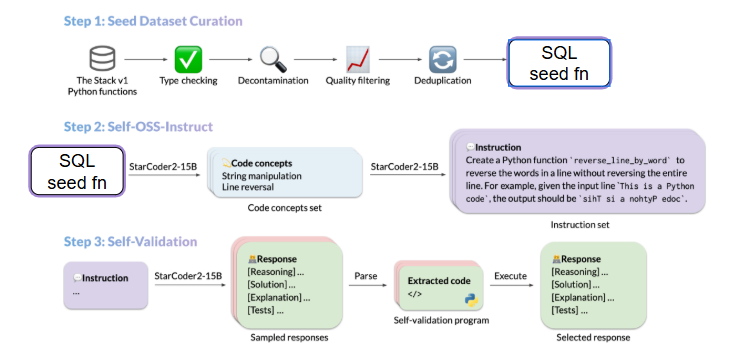 Step 1: Seed Dataset Curation
SQL
seed fn
The Stack v1
Python functions
Type checking
Decontamination
Quality filtering
Deduplication
Step 2: Self-OSS-Instruct
SQL
seed fn
StarCoder2-15B
Code concepts
String manipulation
Line reversal
Code concepts set
StarCoder2-15B
Instruction
Create a Python function `reverse_line_by_word` to
reverse the words in a line without reversing the entire
line. For example, given the input line `This is a Python
code`, the output should be `sihT si a nohtyP edoc`.
Instruction set
Step 3: Self-Validation
Instruction
...
StarCoder2-15B
Response
[Reasoning] ...
[Solution] ...
[Explanation] ...
[Tests] ...
Sampled responses
Parse
Extracted code
</>
Self-validation program
Execute
Response
[Reasoning] ...
[Solution] ...
[Explanation] ...
[Tests] ...
Selected response